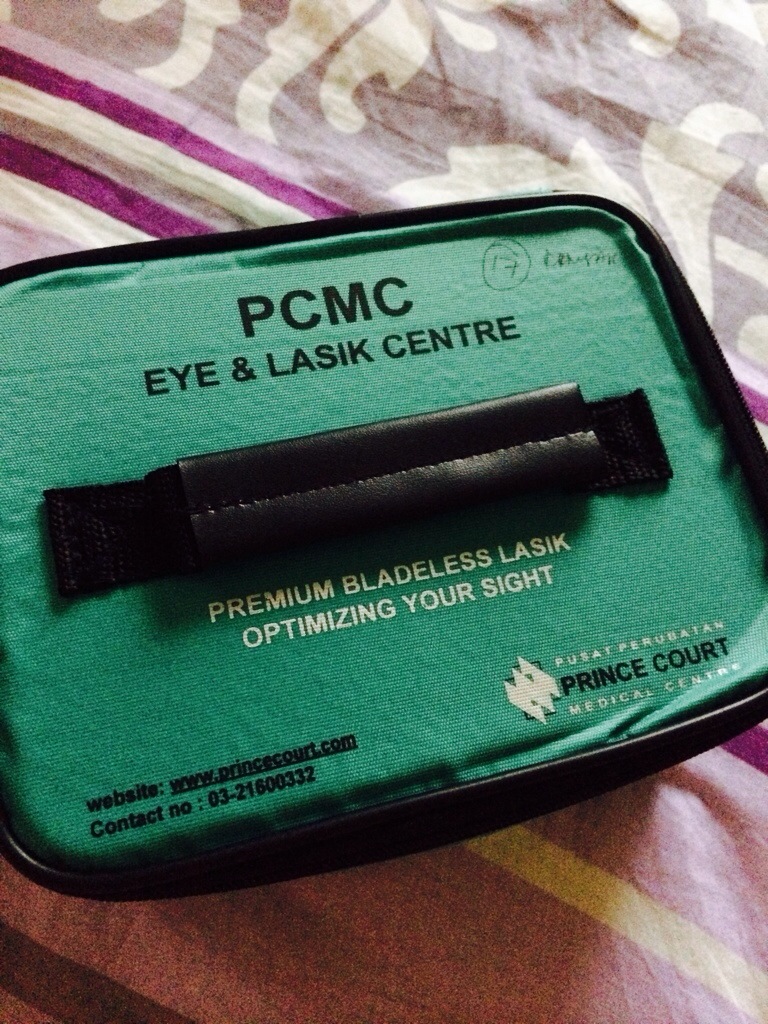 17
PCMC
EYE & LASIK CENTRE
PREMIUM BLADELESS LASIK
OPTIMIZING YOUR SIGHT
PUSAT PERUBATAN
PRINCE COURT
MEDICAL CENTRE
website: www.princecourt.com
Contact no : 03-21600332